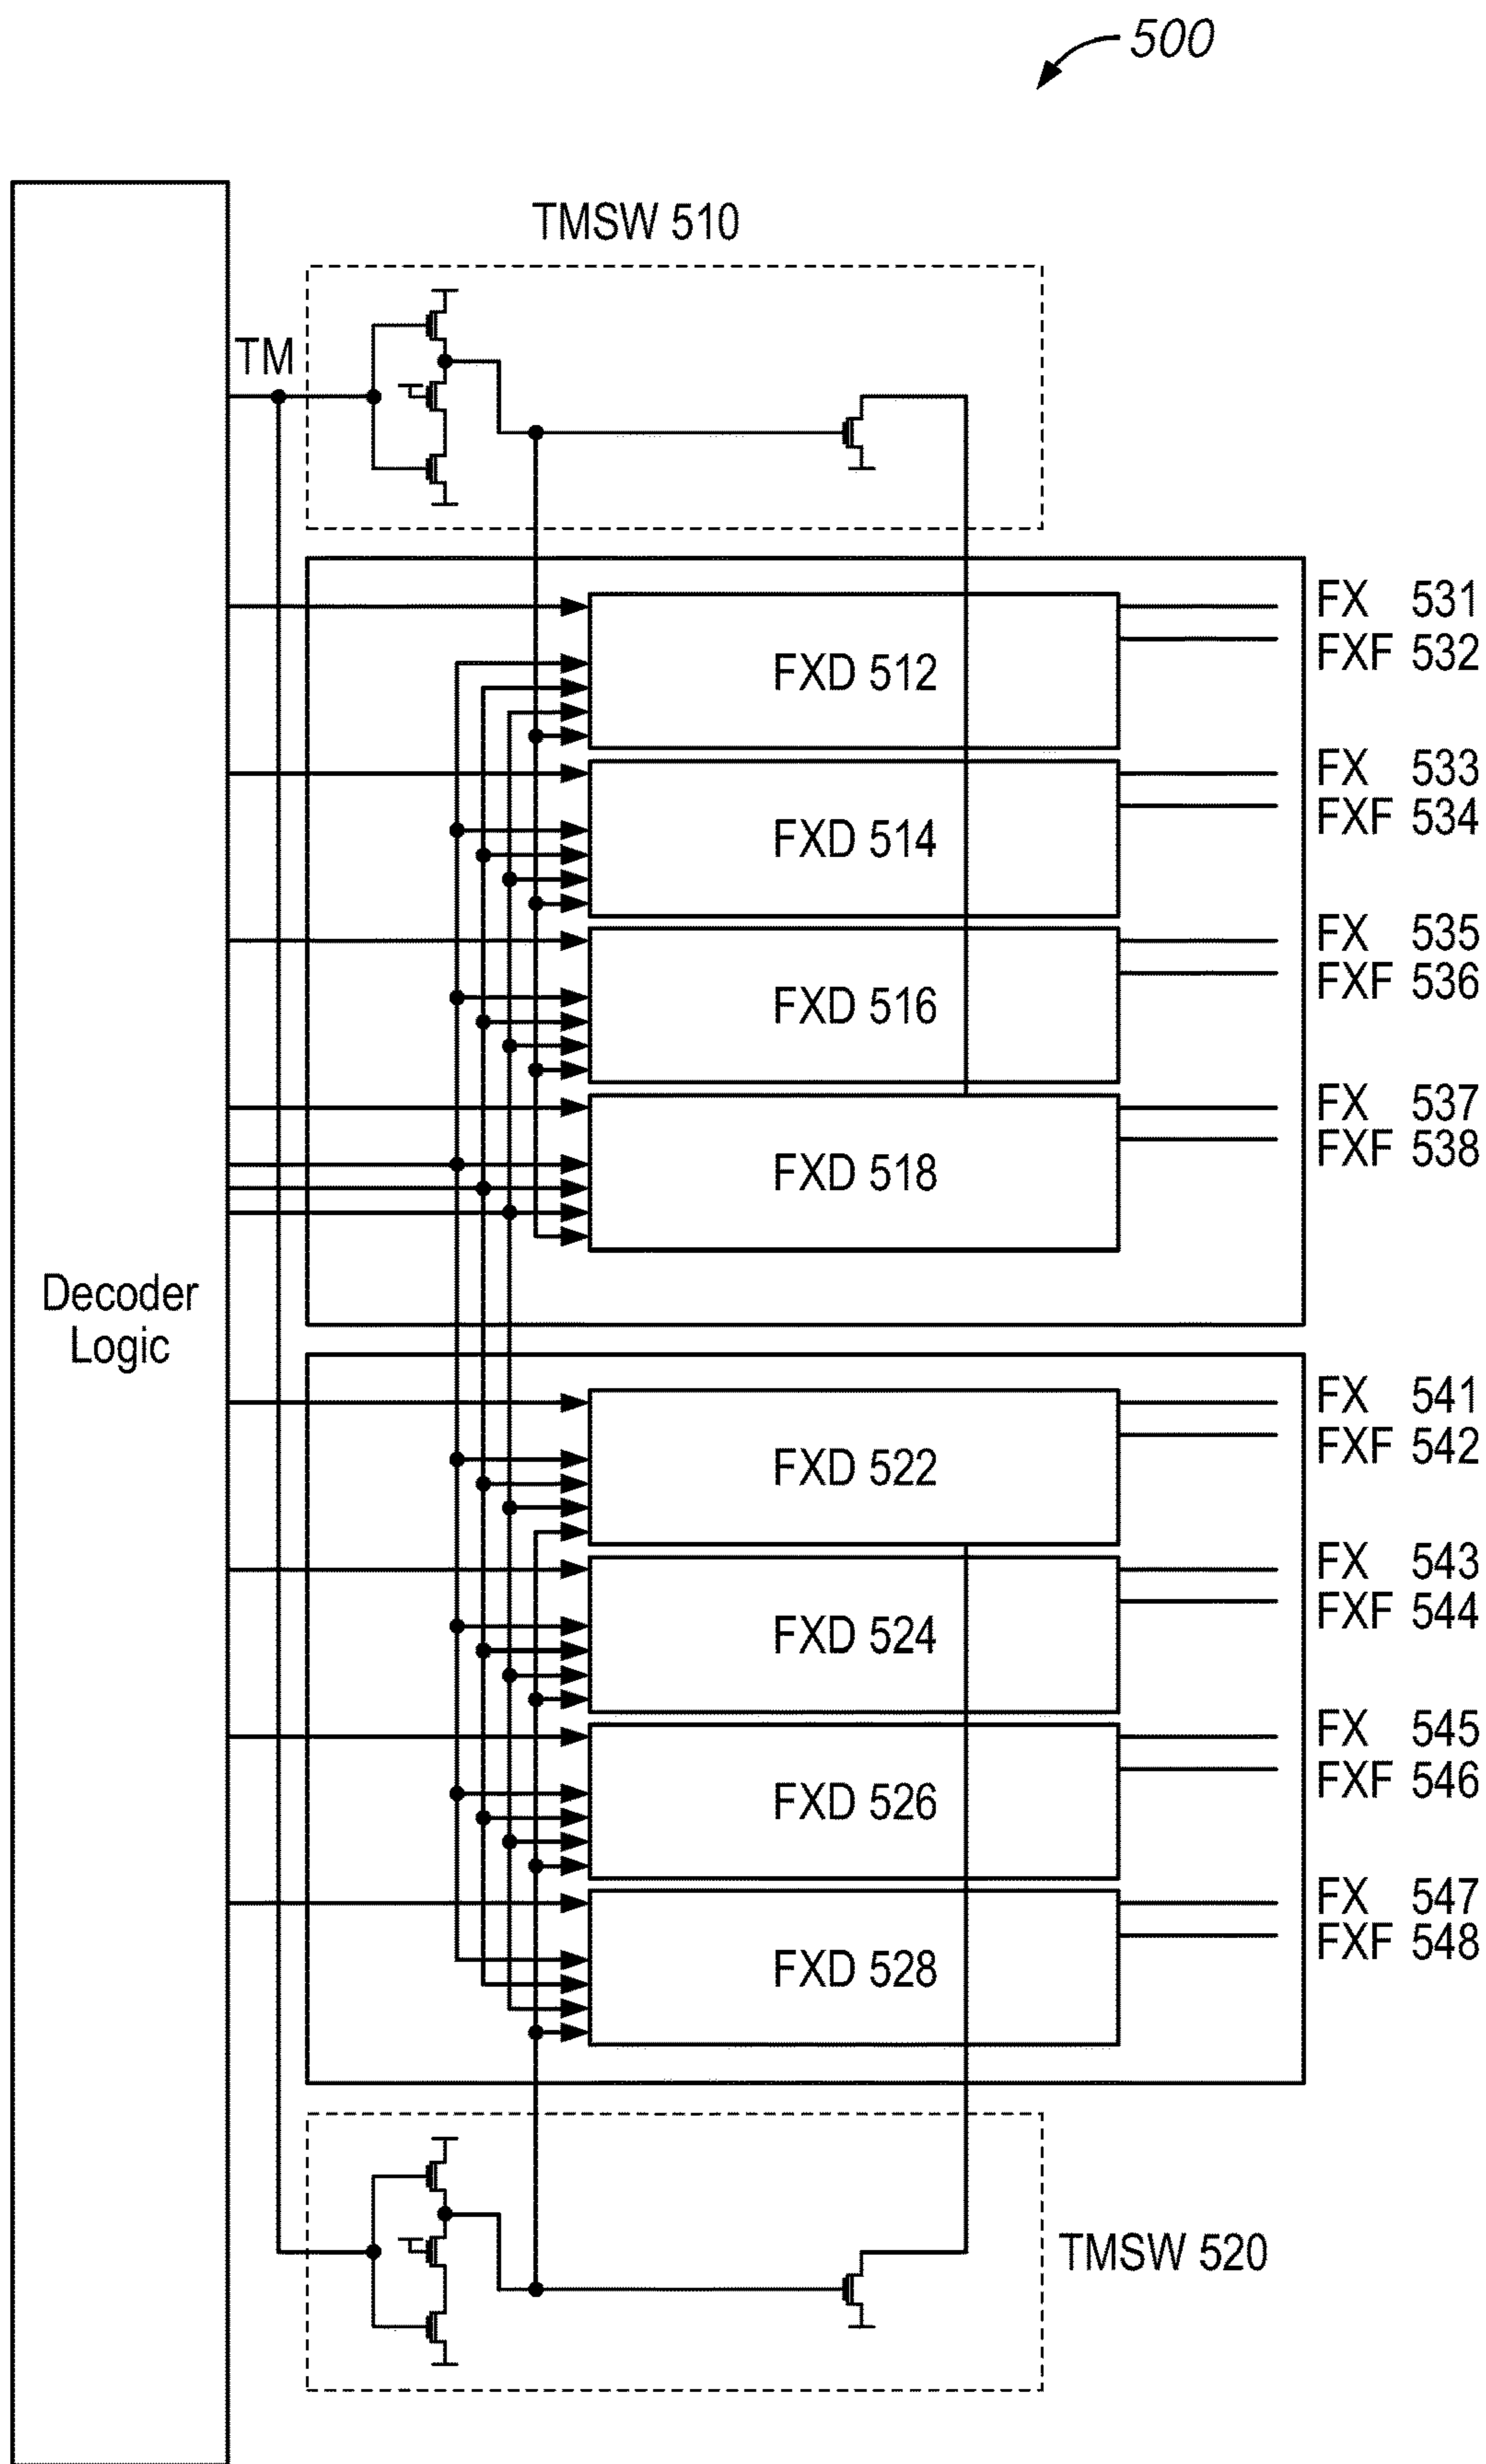 500
TMSW 510
TM
FX 531
FXF 532
FXD 512
FX 533
FXF 534
FXD 514
FX 535
FXF 536
FXD 516
FX 537
FXF 538
FXD 518
Decoder
Logic
FX 541
FXF 542
FXD 522
FX 543
FXF 544
FXD 524
FX 545
FXF 546
FXD 526
FX 547
FXF 548
FXD 528
TMSW 520